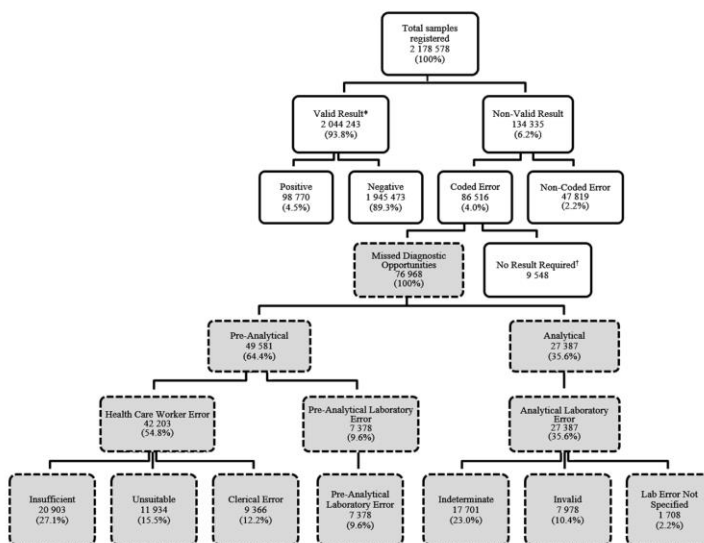 Total samples
registered
2 178 578
(100%)
Valid Result*
2 044 243
(93.8%)
Non-Valid Result
134 335
(6.2%)
Positive
98 770
(4.5%)
Negative
1 945 473
(89.3%)
Coded Error
86 516
(4.0%)
Non-Coded Error
47 819
(2.2%)
Missed Diagnostic
Opportunities
76 968
(100%)
No Result Required†
9 548
Pre-Analytical
49 581
(64.4%)
Analytical
27 387
(35.6%)
Health Care Worker Error
42 203
(54.8%)
Pre-Analytical Laboratory
Error
7 378
(9.6%)
Analytical Laboratory
Error
27 387
(35.6%)
Insufficient
20 903
(27.1%)
Unsuitable
11 934
(15.5%)
Clerical Error
9 366
(12.2%)
Pre-Analytical
Laboratory Error
7 378
(9.6%)
Indeterminate
17 701
(23.0%)
Invalid
7 978
(10.4%)
Lab Error Not
Specified
1 708
(2.2%)